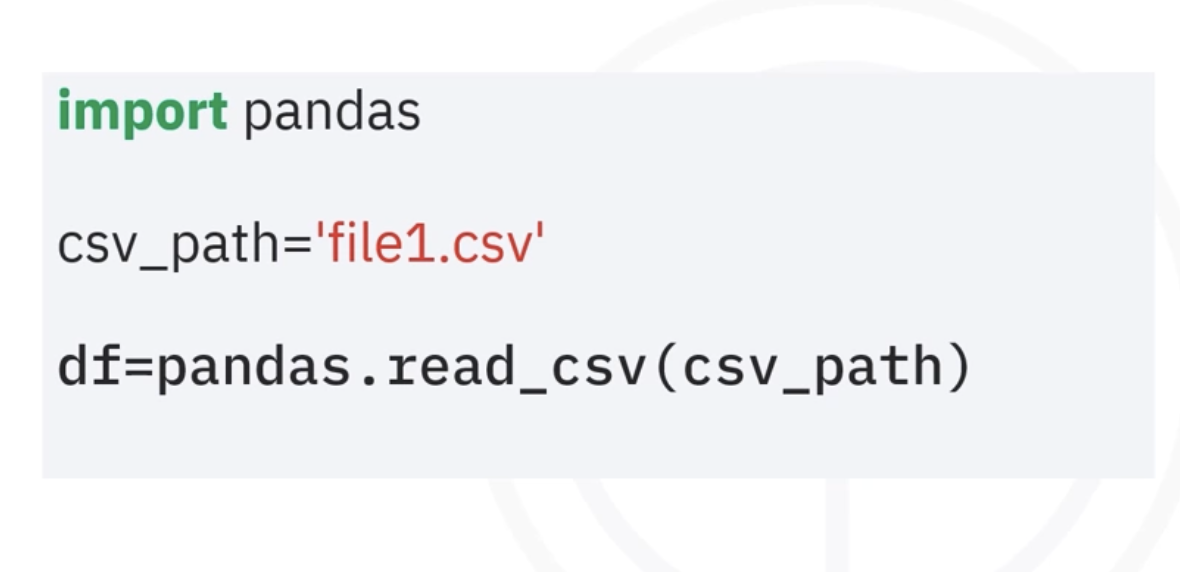 import pandas
csv_path='file1.csv'
df=pandas.read_csv(csv_path)